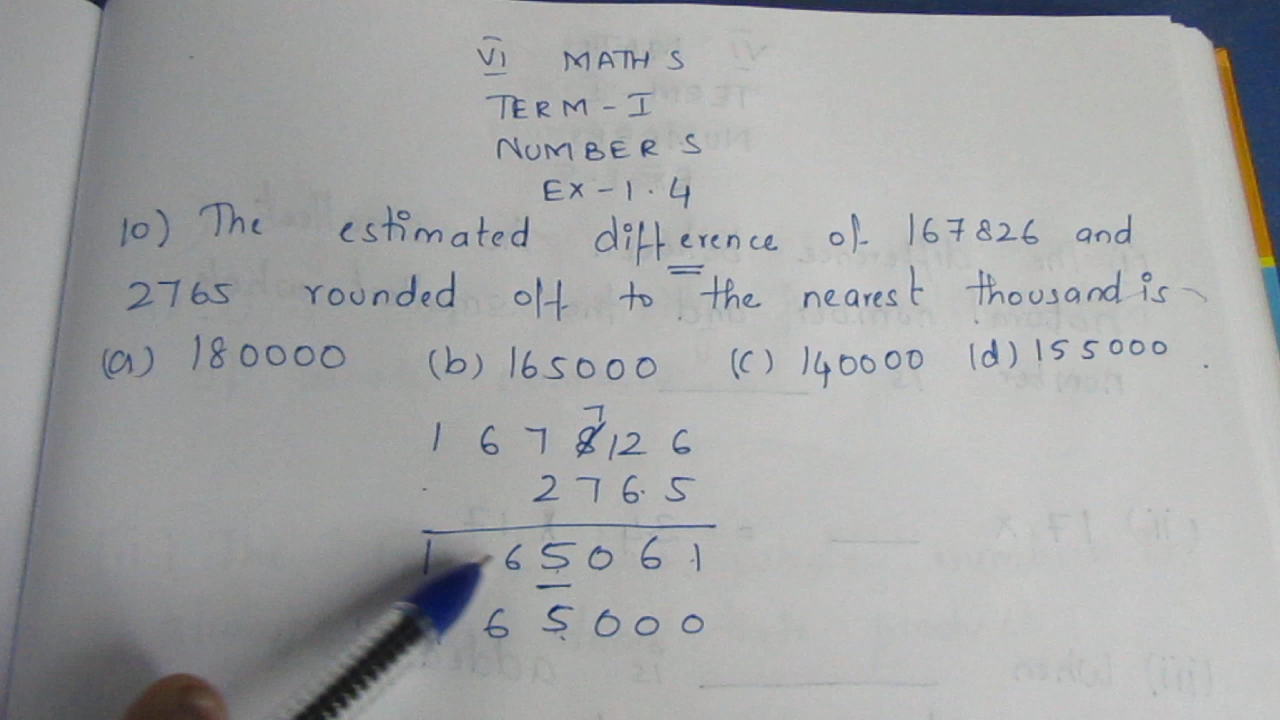 VI MATHS
TERM - I
NUMBERS
EX - 1.4
10) The estimated difference of 167826 and
2765 rounded off to the nearest thousand is
(a) 180000 (b) 165000 (c) 140000 (d) 155000
7
1 6 7 8 12 6
2 7 6 5
1 6 5 0 6 1
6 5 0 0 0